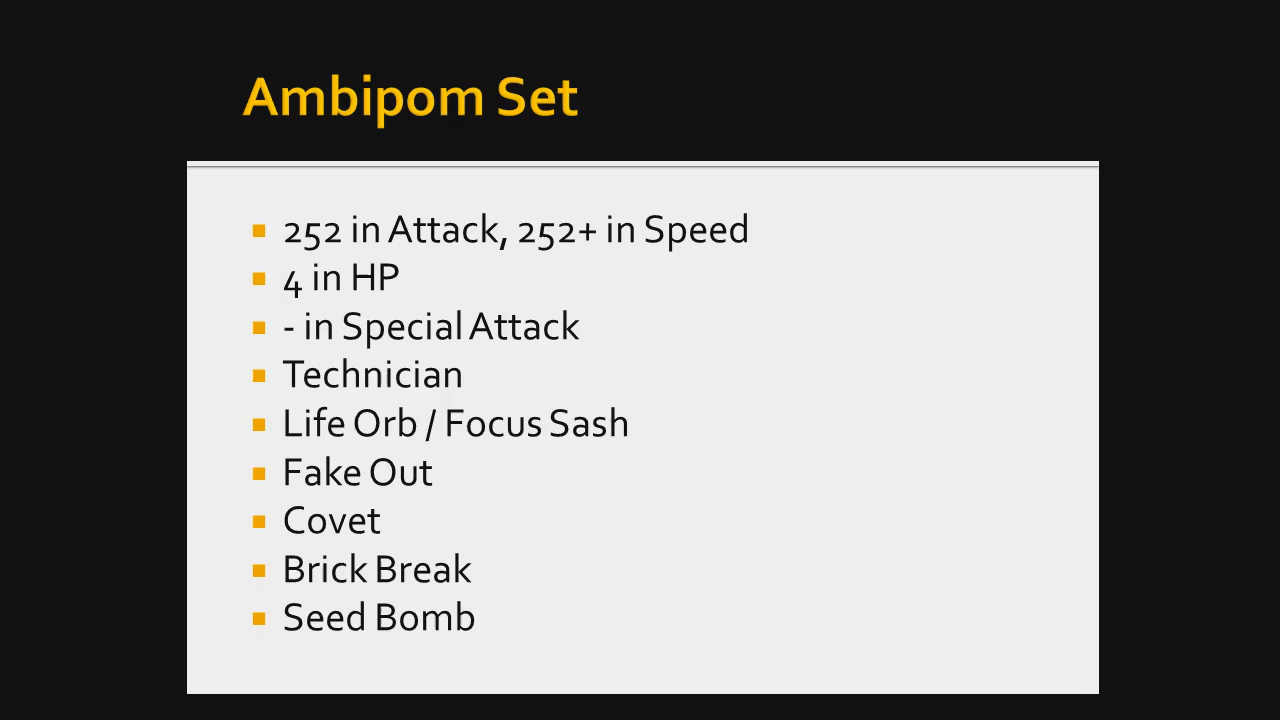 Ambipom Set
252 in Attack, 252+ in Speed
4 in HP
- in Special Attack
Technician
Life Orb / Focus Sash
Fake Out
Covet
Brick Break
Seed Bomb